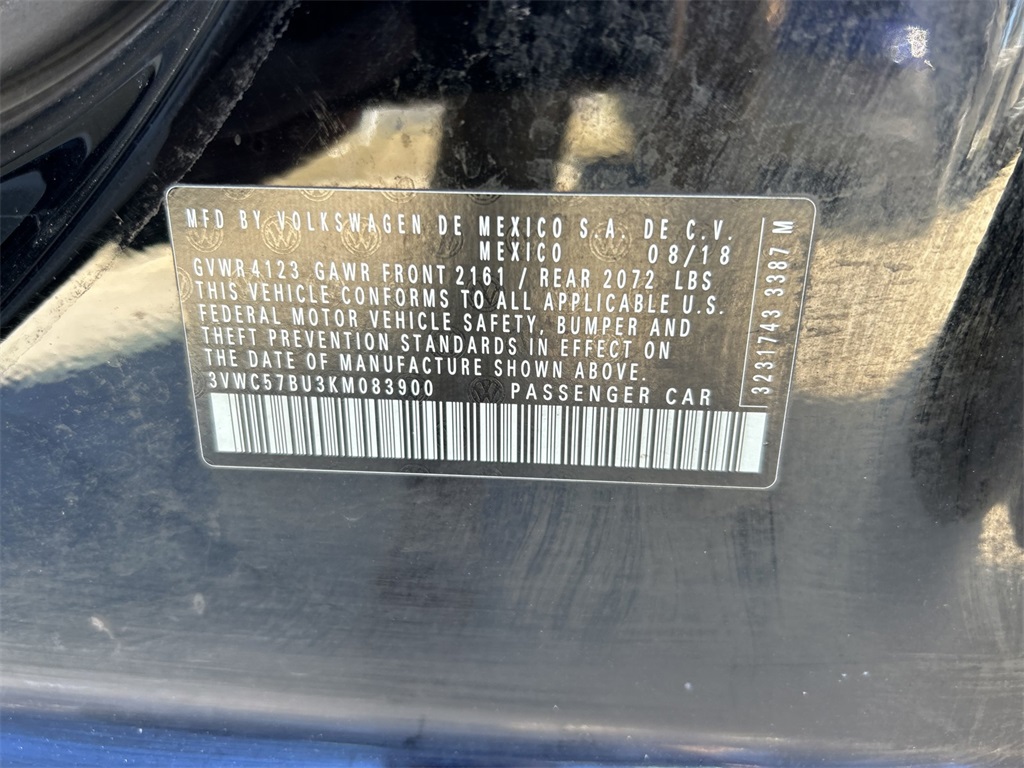 MFD BY VOLKSWAGEN DE MEXICO S.A. DE C.V.
MEXICO 08/18
GVWR 4123 GAWR FRONT 2161 / REAR 2072 LBS
THIS VEHICLE CONFORMS TO ALL APPLICABLE U.S.
FEDERAL MOTOR VEHICLE SAFETY, BUMPER AND
THEFT PREVENTION STANDARDS IN EFFECT ON
THE DATE OF MANUFACTURE SHOWN ABOVE.
3VWC57BU3KM083900 PASSENGER CAR
3231743 3387 M